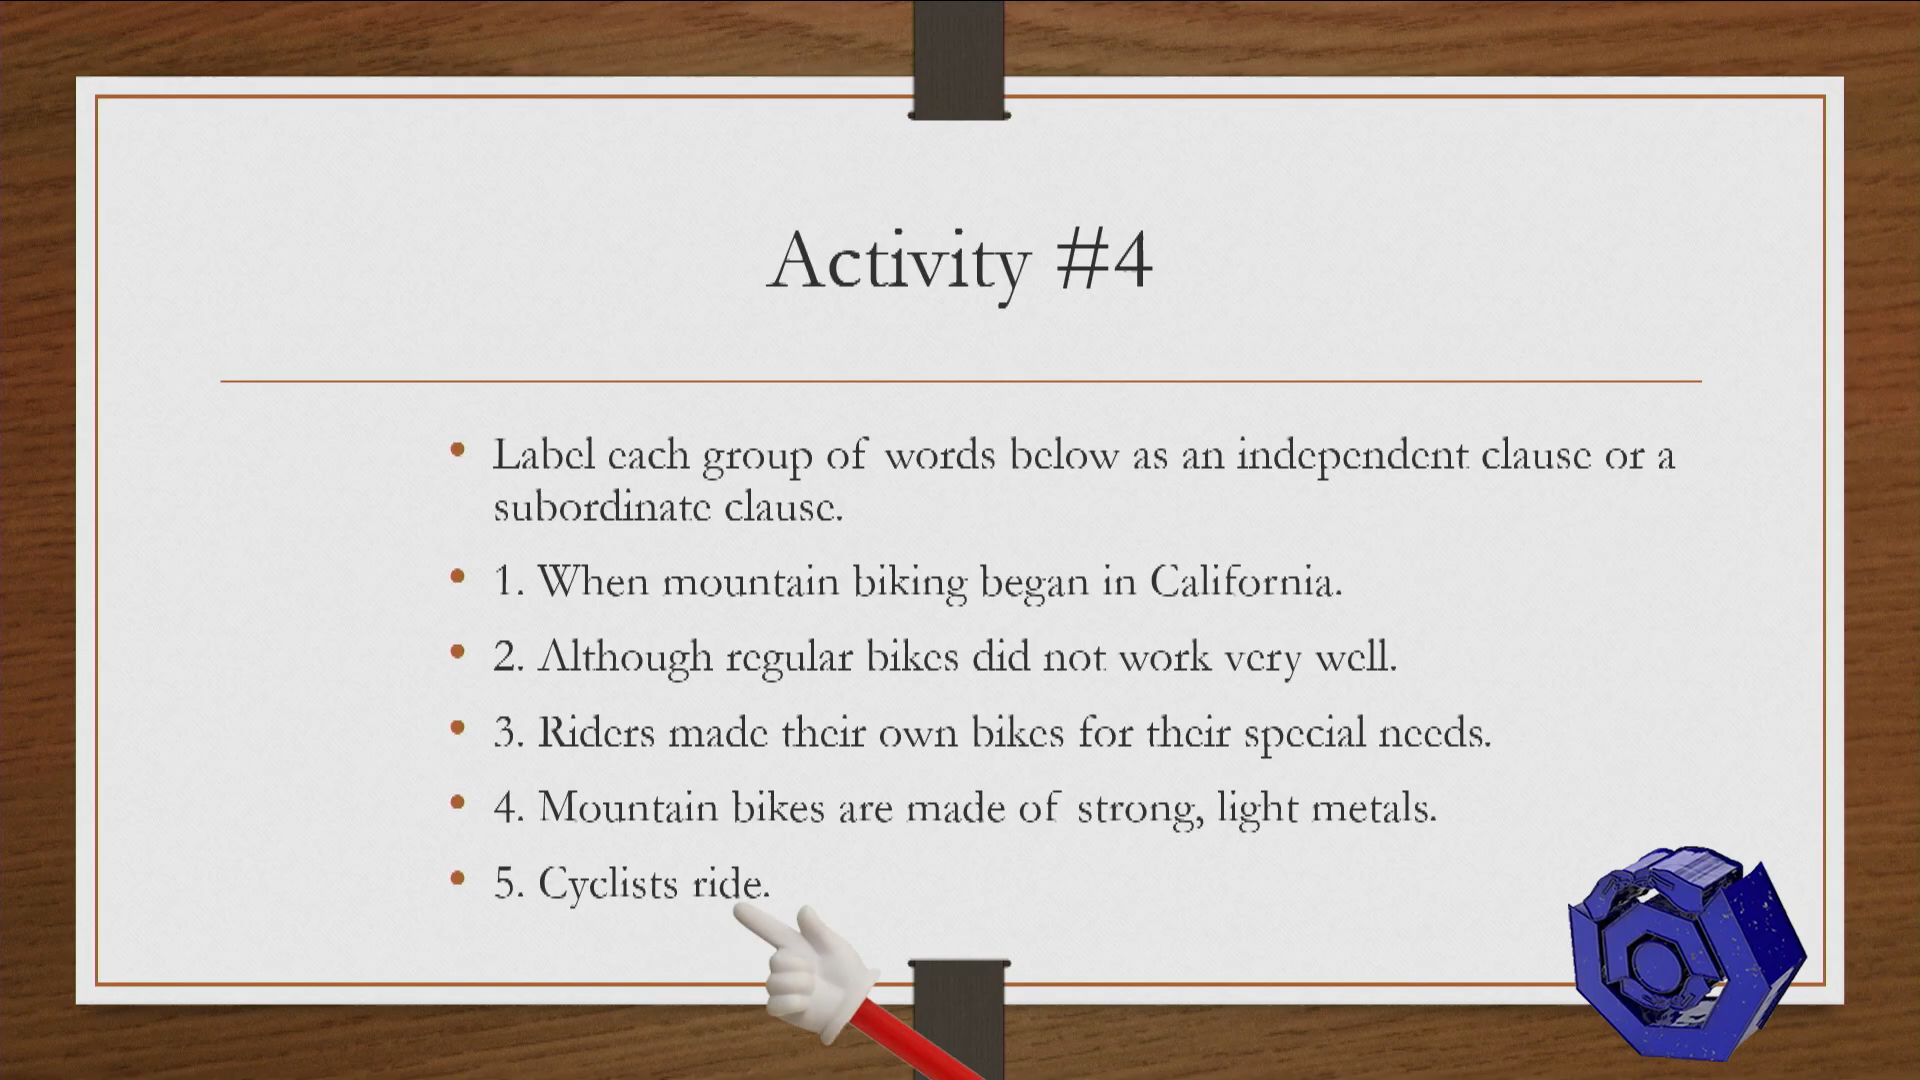 Activity #4
• Label each group of words below as an independent clause or a
subordinate clause.
• 1. When mountain biking began in California.
• 2. Although regular bikes did not work very well.
• 3. Riders made their own bikes for their special needs.
• 4. Mountain bikes are made of strong, light metals.
• 5. Cyclists ride.